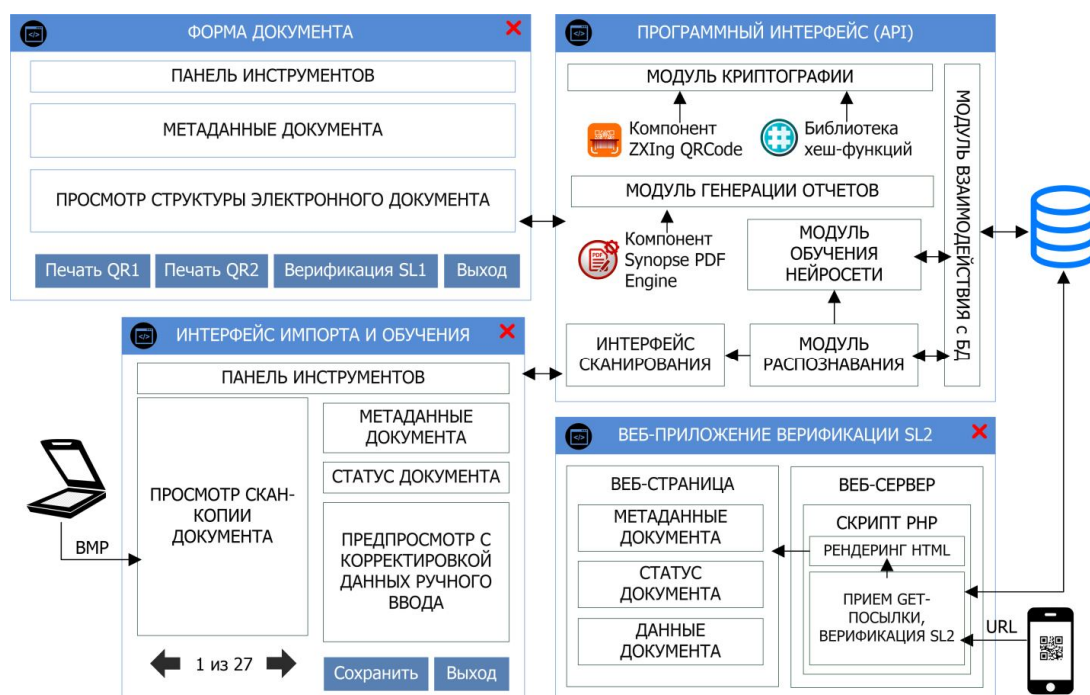 ФОРМА ДОКУМЕНТА
ПАНЕЛЬ ИНСТРУМЕНТОВ
МЕТАДАННЫЕ ДОКУМЕНТА
ПРОСМОТР СТРУКТУРЫ ЭЛЕКТРОННОГО ДОКУМЕНТА
Печать QR1
Печать QR2
Верификация SL1
Выход
ПРОГРАММНЫЙ ИНТЕРФЕЙС (API)
МОДУЛЬ КРИПТОГРАФИИ
Компонент
ZXIng QRCode
Библиотека
хеш-функций
МОДУЛЬ ГЕНЕРАЦИИ ОТЧЕТОВ
Компонент
Synopse PDF
Engine
PDF
МОДУЛЬ
ОБУЧЕНИЯ
НЕЙРОСЕТИ
ИНТЕРФЕЙС
СКАНИРОВАНИЯ
МОДУЛЬ
РАСПОЗНАВАНИЯ
МОДУЛЬ ВЗАИМОДЕЙСТВИЯ с БД
ИНТЕРФЕЙС ИМПОРТА И ОБУЧЕНИЯ
ПАНЕЛЬ ИНСТРУМЕНТОВ
BMP
ПРОСМОТР СКАН-
КОПИИ
ДОКУМЕНТА
МЕТАДАННЫЕ
ДОКУМЕНТА
СТАТУС ДОКУМЕНТА
ПРЕДПРОСМОТР С
КОРРЕКТИРОВКОЙ
ДАННЫХ РУЧНОГО
ВВОДА
1 из 27
Сохранить
Выход
ВЕБ-ПРИЛОЖЕНИЕ ВЕРИФИКАЦИИ SL2
ВЕБ-СТРАНИЦА
МЕТАДАННЫЕ
ДОКУМЕНТА
СТАТУС
ДОКУМЕНТА
ДАННЫЕ
ДОКУМЕНТА
ВЕБ-СЕРВЕР
СКРИПТ PHP
РЕНДЕРИНГ HTML
ПРИЕМ GET-
ПОСЫЛКИ,
ВЕРИФИКАЦИЯ SL2
URL